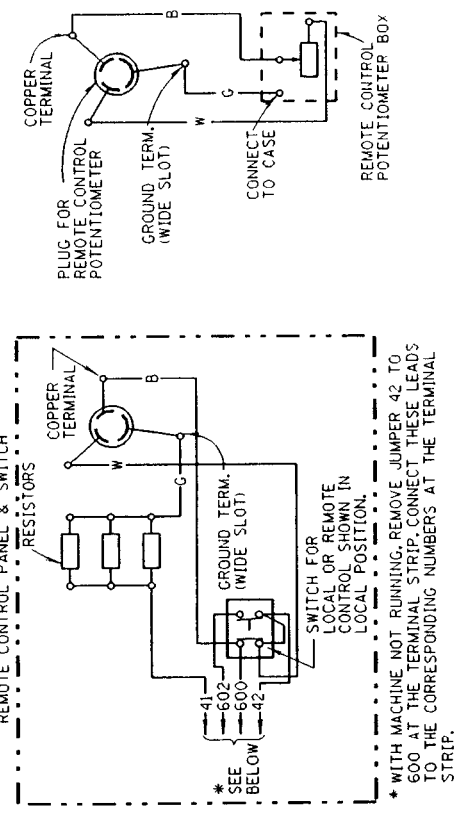 REMOTE CONTROL PANEL & SWITCH
RESISTORS
COPPER
TERMINAL
W
B
G
GROUND TERM.
(WIDE SLOT)
41
602
600
42
*
SEE
BELOW
SWITCH FOR
LOCAL OR REMOTE
CONTROL SHOWN IN
LOCAL POSITION.
* WITH MACHINE NOT RUNNING, REMOVE JUMPER 42 TO
600 AT THE TERMINAL STRIP. CONNECT THESE LEADS
TO THE CORRESPONDING NUMBERS AT THE TERMINAL
STRIP.
COPPER
TERMINAL
B
PLUG FOR
REMOTE CONTROL
POTENTIOMETER
GROUND TERM.
(WIDE SLOT)
G
W
CONNECT
TO CASE
REMOTE CONTROL
POTENTIOMETER BOX